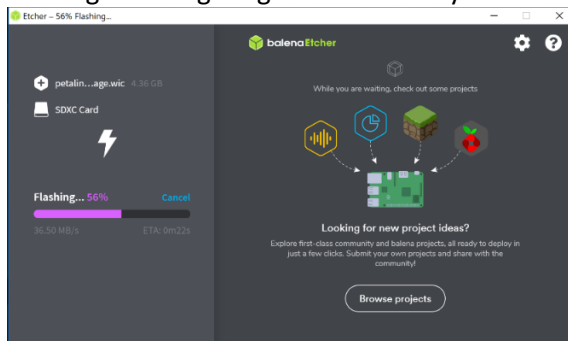 Etcher – 56% Flashing...
balenaEtcher
petalin...age.wic 4.36 GB
SDXC Card
While you are waiting, check out some projects
Flashing... 56% Cancel
36.50 MB/s ETA: 0m22s
Looking for new project ideas?
Explore first-class community and balena projects, all ready to deploy in
just a few clicks. Submit your own projects and share with the
community!
Browse projects